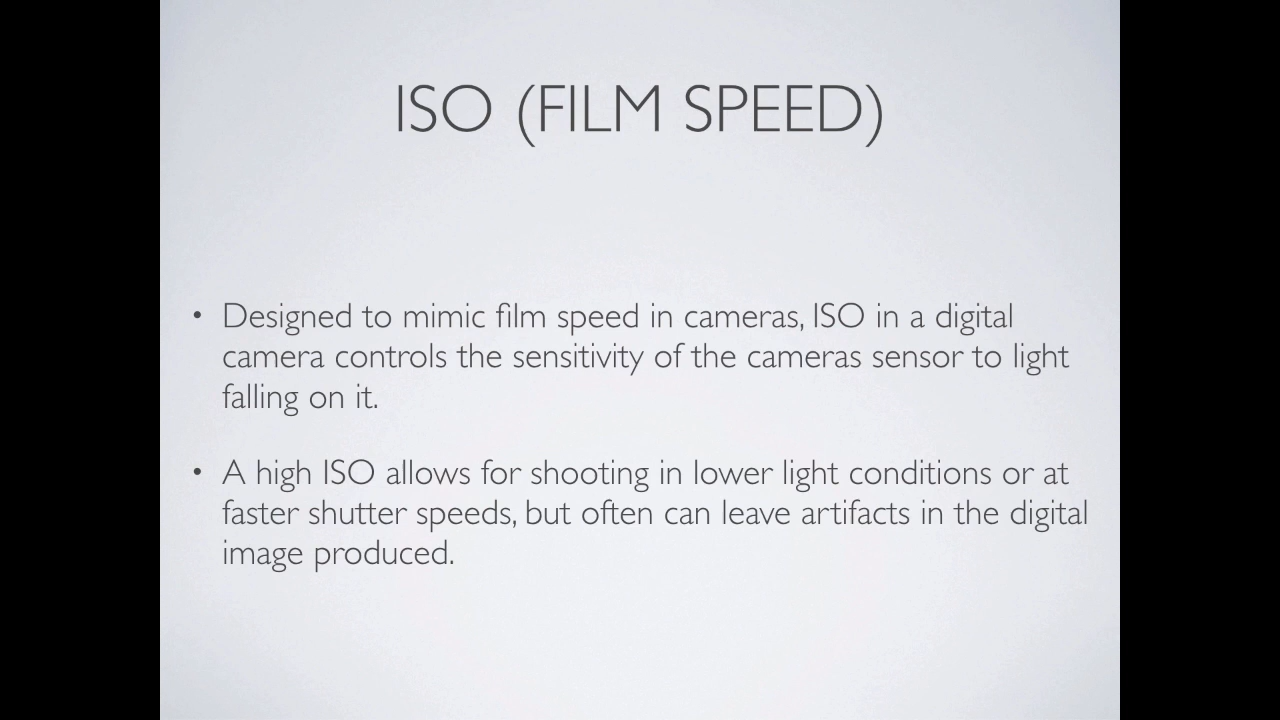 ISO (FILM SPEED)
• Designed to mimic film speed in cameras, ISO in a digital
camera controls the sensitivity of the cameras sensor to light
falling on it.
• A high ISO allows for shooting in lower light conditions or at
faster shutter speeds, but often can leave artifacts in the digital
image produced.